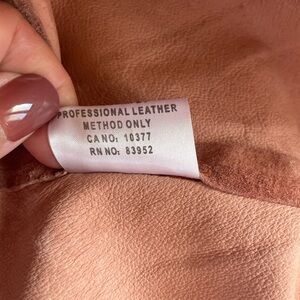 PROFESSIONAL LEATHER
METHOD ONLY
CA NO: 10377
RN NO: 83952